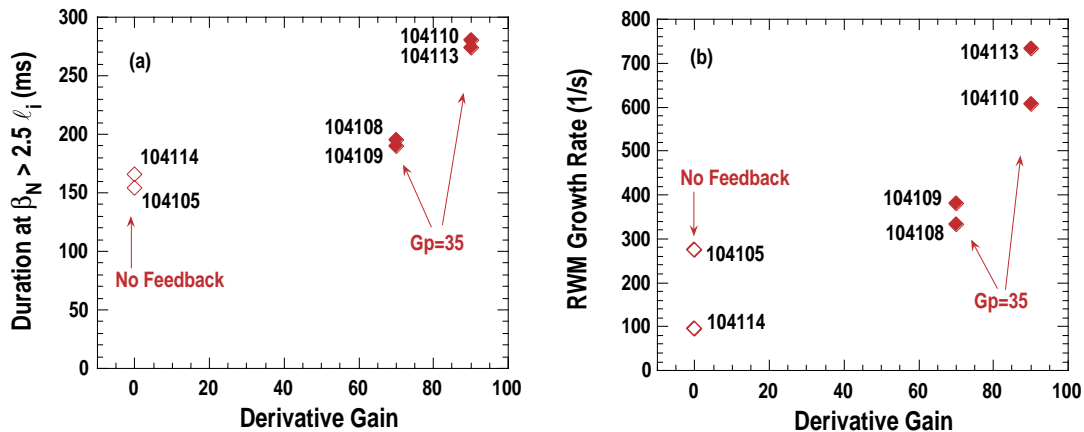 300
250
200
150
100
50
0
Duration at β_N > 2.5 ℓ_i (ms)
(a)
104110
104113
104108
104109
104114
104105
Gp=35
No Feedback
0 20 40 60 80 100
Derivative Gain
800
700
600
500
400
300
200
100
0
RWM Growth Rate (1/s)
(b)
104113
104110
No Feedback
104109
104108
104105
104114
Gp=35
0 20 40 60 80 100
Derivative Gain